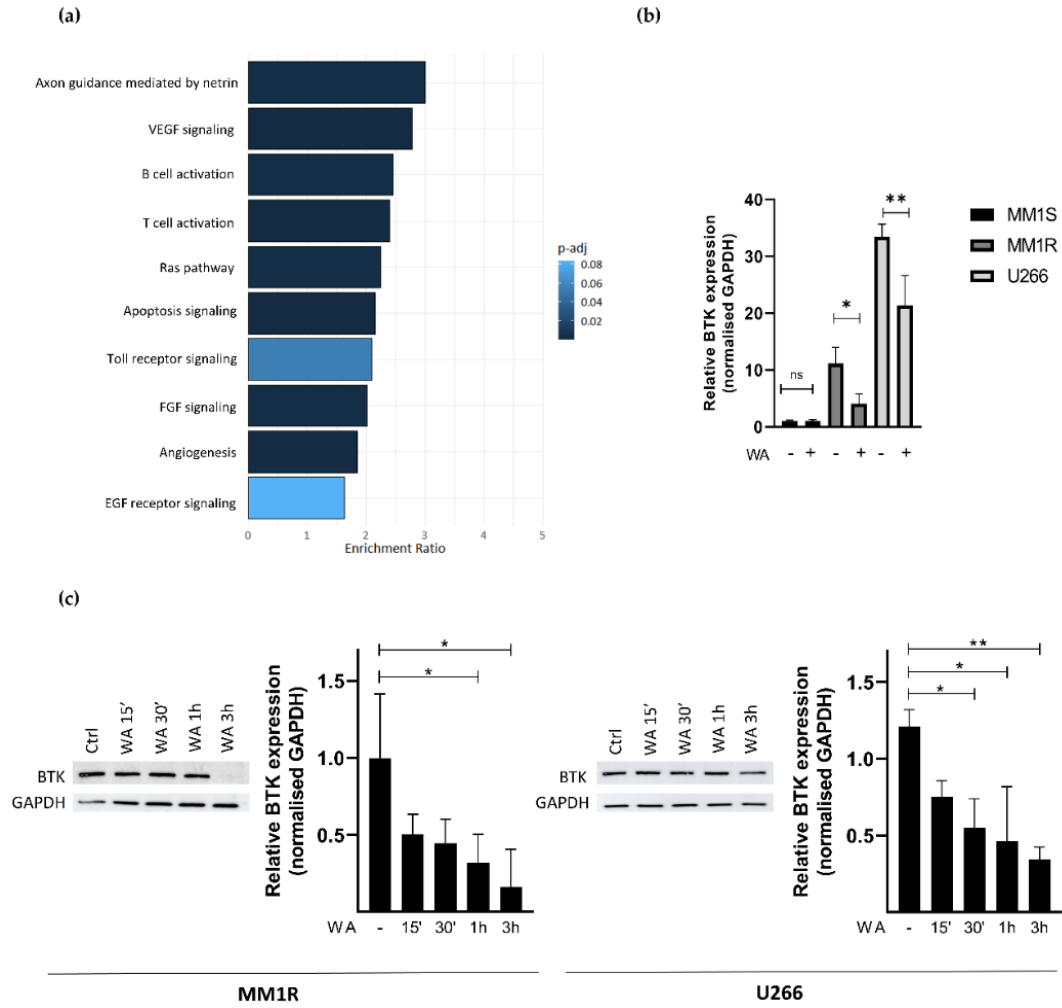 (a)
Axon guidance mediated by netrin
VEGF signaling
B cell activation
T cell activation
Ras pathway
Apoptosis signaling
Toll receptor signaling
FGF signaling
Angiogenesis
EGF receptor signaling
0 1 2 3 4 5
Enrichment Ratio
p-adj
0.08
0.06
0.04
0.02
(b)
Relative BTK expression
(normalised GAPDH)
40
30
20
10
0
ns
*
**
WA - + - + - +
MM1S
MM1R
U266
(c)
Ctrl
WA 15'
WA 30'
WA 1h
WA 3h
BTK
GAPDH
Relative BTK expression
(normalised GAPDH)
1.5
1.0
0.5
*
*
WA - 15' 30' 1h 3h
MM1R
Ctrl
WA 15'
WA 30'
WA 1h
WA 3h
BTK
GAPDH
Relative BTK expression
(normalised GAPDH)
1.5
1.0
0.5
**
*
*
WA - 15' 30' 1h 3h
U266